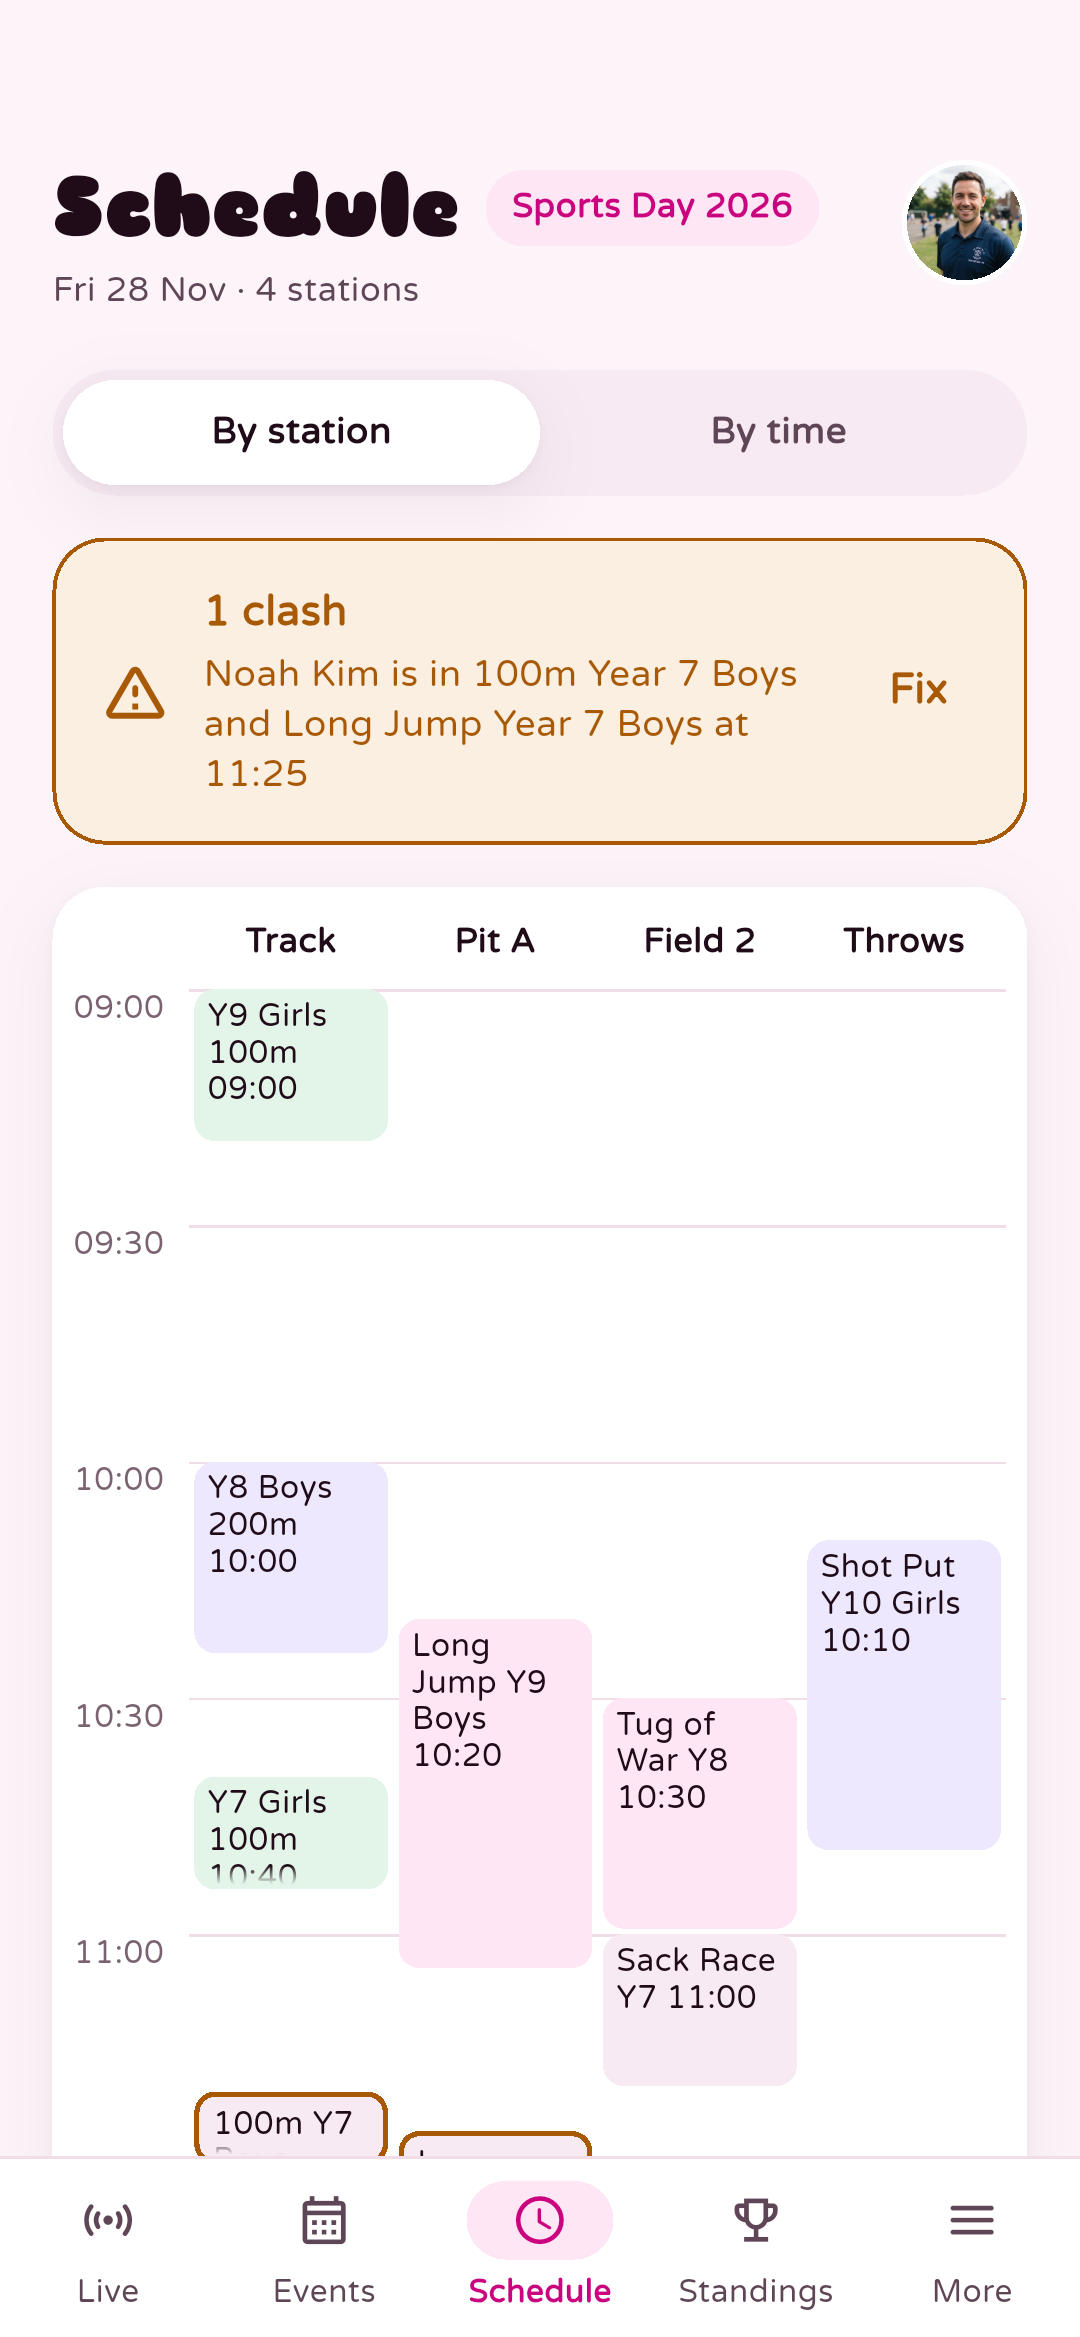 Schedule
Sports Day 2026
Fri 28 Nov · 4 stations
By station
By time
1 clash
Noah Kim is in 100m Year 7 Boys
and Long Jump Year 7 Boys at
11:25
Fix
Track
Pit A
Field 2
Throws
09:00
Y9 Girls
100m
09:00
09:30
10:00
Y8 Boys
200m
10:00
Shot Put
Y10 Girls
10:10
Long
Jump Y9
Boys
10:20
10:30
Tug of
War Y8
10:30
Y7 Girls
100m
10:40
11:00
Sack Race
Y7 11:00
100m Y7
Live
Events
Schedule
Standings
More